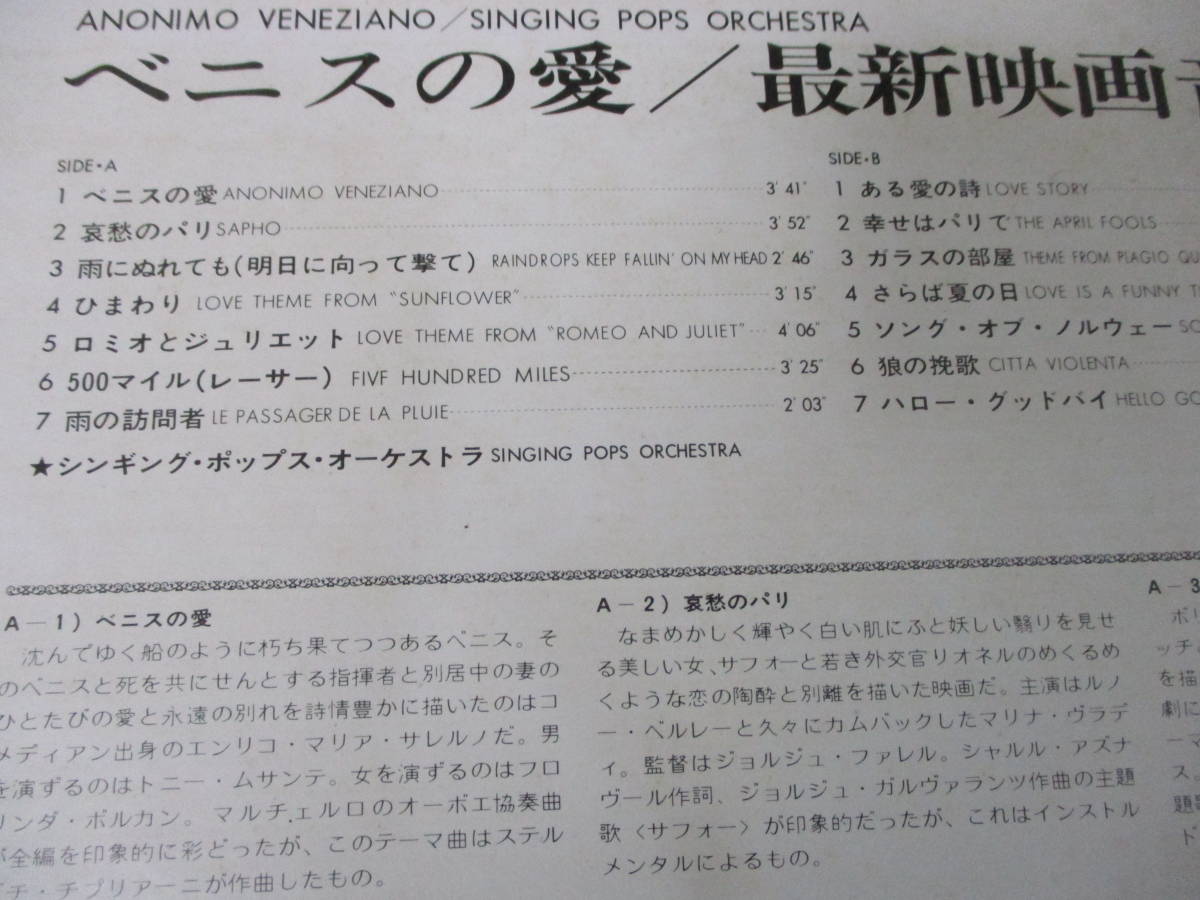 ANONIMO VENEZIANO／SINGING POPS ORCHESTRA
ベニスの愛／最新映画音
SIDE・A
1 ベニスの愛 ANONIMO VENEZIANO 3′41″
2 哀愁のパリ SAPHO 3′52″
3 雨にぬれても(明日に向って撃て) RAINDROPS KEEP FALLIN' ON MY HEAD 2′46″
4 ひまわり LOVE THEME FROM “SUNFLOWER” 3′15″
5 ロミオとジュリエット LOVE THEME FROM “ROMEO AND JULIET” 4′06″
6 500マイル(レーサー) FIVF HUNDRED MILES 3′25″
7 雨の訪問者 LE PASSAGER DE LA PLUIE 2′03″
★シンギング・ポップス・オーケストラ SINGING POPS ORCHESTRA
SIDE・B
1 ある愛の詩 LOVE STORY
2 幸せはパリで THE APRIL FOOLS
3 ガラスの部屋 THEME FROM PLAGIO QU
4 さらば夏の日 LOVE IS A FUNNY T
5 ソング・オブ・ノルウェー SO
6 狼の挽歌 CITTA VIOLENTA
7 ハロー・グッドバイ HELLO GO
A－1) ベニスの愛
沈んでゆく船のように朽ち果てつつあるベニス。そ
のベニスと死を共にせんとする指揮者と別居中の妻の
ひとたびの愛と永遠の別れを詩情豊かに描いたのはコ
メディアン出身のエンリコ・マリア・サレルノだ。男
を演ずるのはトニー・ムサンテ。女を演ずるのはフロ
リンダ・ボルカン。マルチェルロのオーボエ協奏曲
が全編を印象的に彩どったが、このテーマ曲はステル
ビチ・チプリアーニが作曲したもの。
A－2) 哀愁のパリ
なまめかしく輝やく白い肌にふと妖しい翳りを見せ
る美しい女、サフォーと若き外交官リオネルのめくるめ
くような恋の陶酔と別離を描いた映画だ。主演はルノ
ー・ベルレーと久々にカムバックしたマリナ・ヴラデ
ィ。監督はジョルジュ・ファレル。シャルル・アズナ
ヴール作詞、ジョルジュ・ガルヴァランツ作曲の主題
歌〈サフォー〉が印象的だったが、これはインストル
メンタルによるもの。
A－3
ポリ
ッチの
を描
劇に
ーマ
スッ
題歌
ド